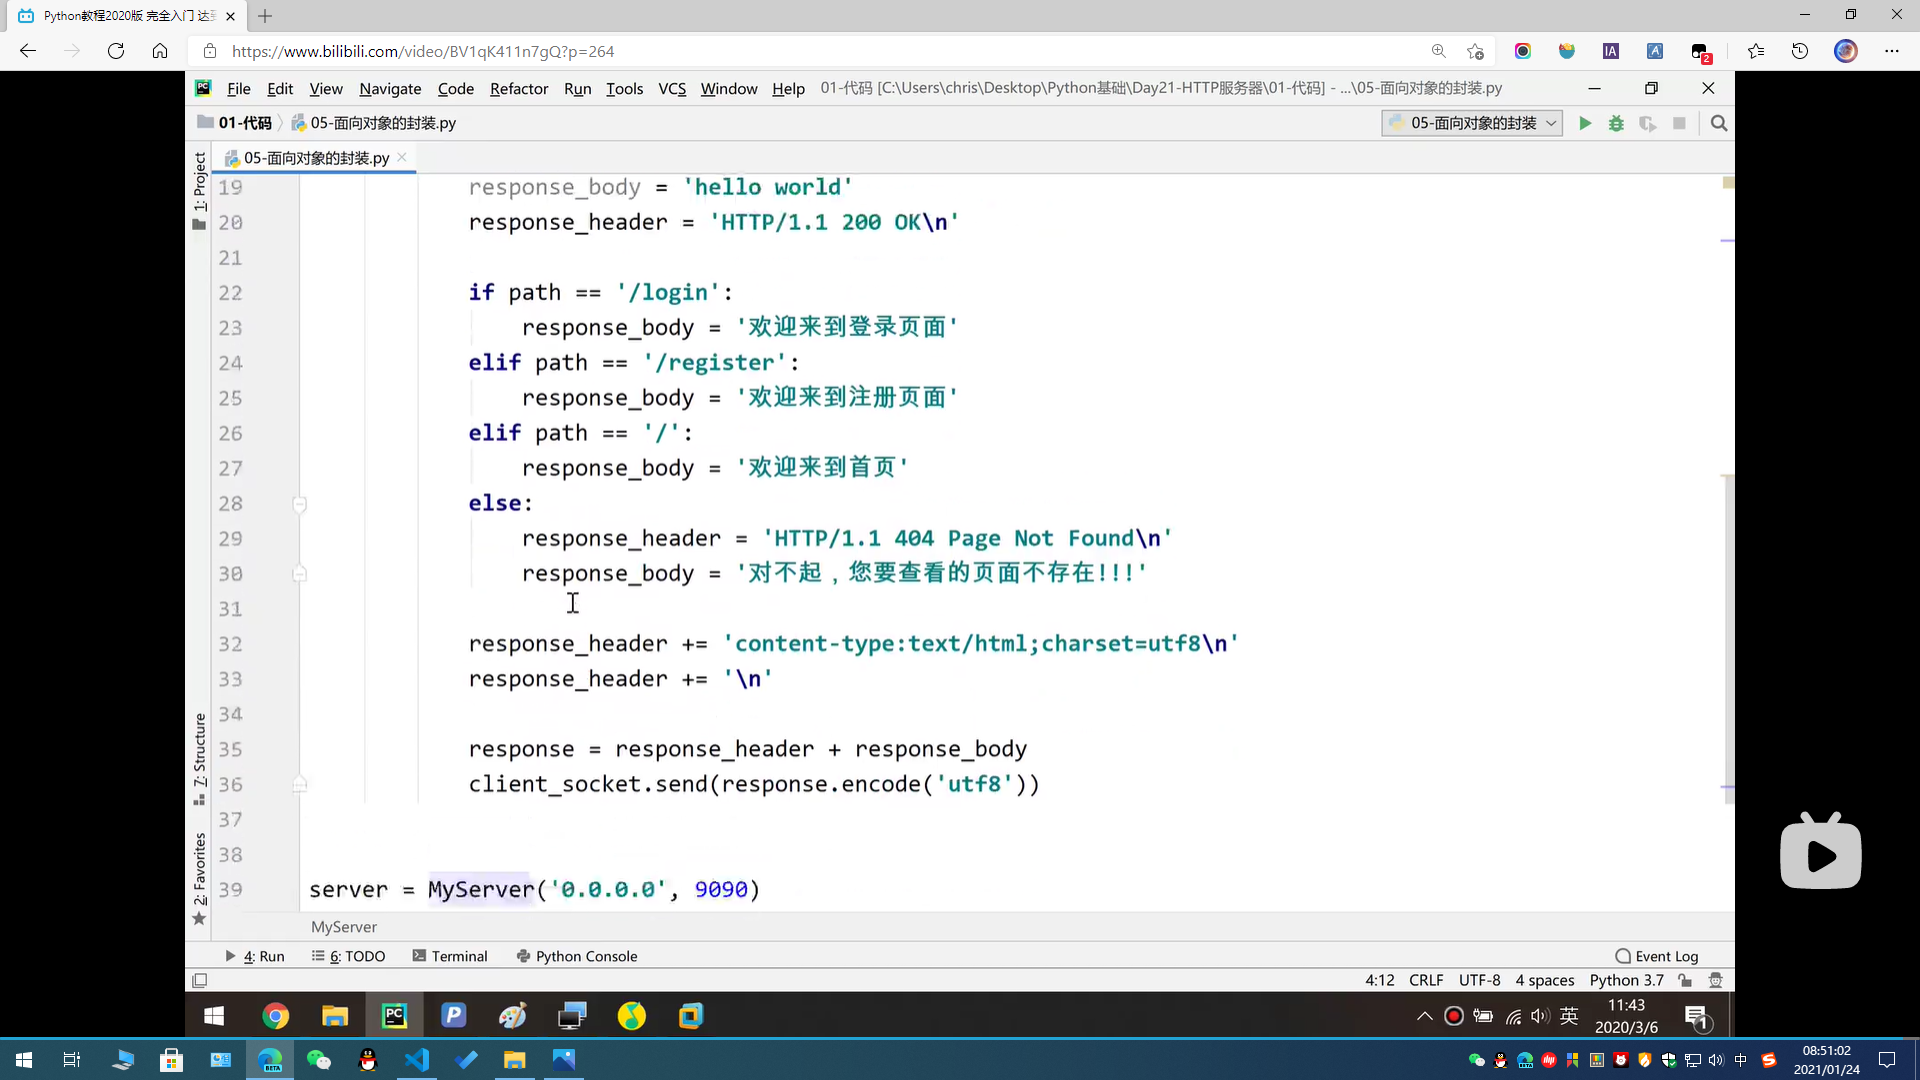 Python教程2020版 完全入门 达
https://www.bilibili.com/video/BV1qK411n7gQ?p=264
2
File Edit View Navigate Code Refactor Run Tools VCS Window Help 01-代码 [C:\Users\chris\Desktop\Python基础\Day21-HTTP服务器\01-代码] - ...\05-面向对象的封装.py
01-代码 05-面向对象的封装.py 05-面向对象的封装
05-面向对象的封装.py
1: Project
7: Structure
2: Favorites
19 response_body = 'hello world'
20 response_header = 'HTTP/1.1 200 OK\n'
21
22 if path == '/login':
23 response_body = '欢迎来到登录页面'
24 elif path == '/register':
25 response_body = '欢迎来到注册页面'
26 elif path == '/':
27 response_body = '欢迎来到首页'
28 else:
29 response_header = 'HTTP/1.1 404 Page Not Found\n'
30 response_body = '对不起，您要查看的页面不存在!!!'
31
32 response_header += 'content-type:text/html;charset=utf8\n'
33 response_header += '\n'
34
35 response = response_header + response_body
36 client_socket.send(response.encode('utf8'))
37
38
39 server = MyServer('0.0.0.0', 9090)
MyServer
4: Run 6: TODO Terminal Python Console Event Log
4:12 CRLF UTF-8 4 spaces Python 3.7
英 11:43
2020/3/6 1
中 08:51:02
2021/01/24